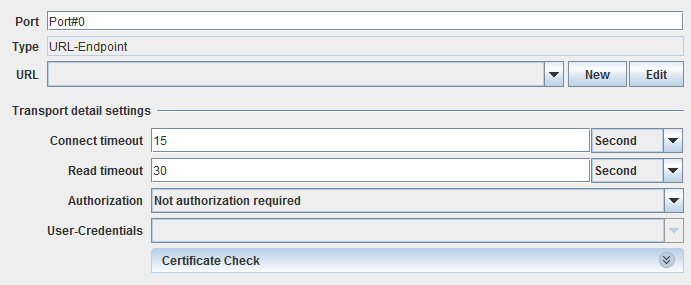 Port Port#0
Type URL-Endpoint
URL New Edit
Transport detail settings
Connect timeout 15 Second
Read timeout 30 Second
Authorization Not authorization required
User-Credentials
Certificate Check